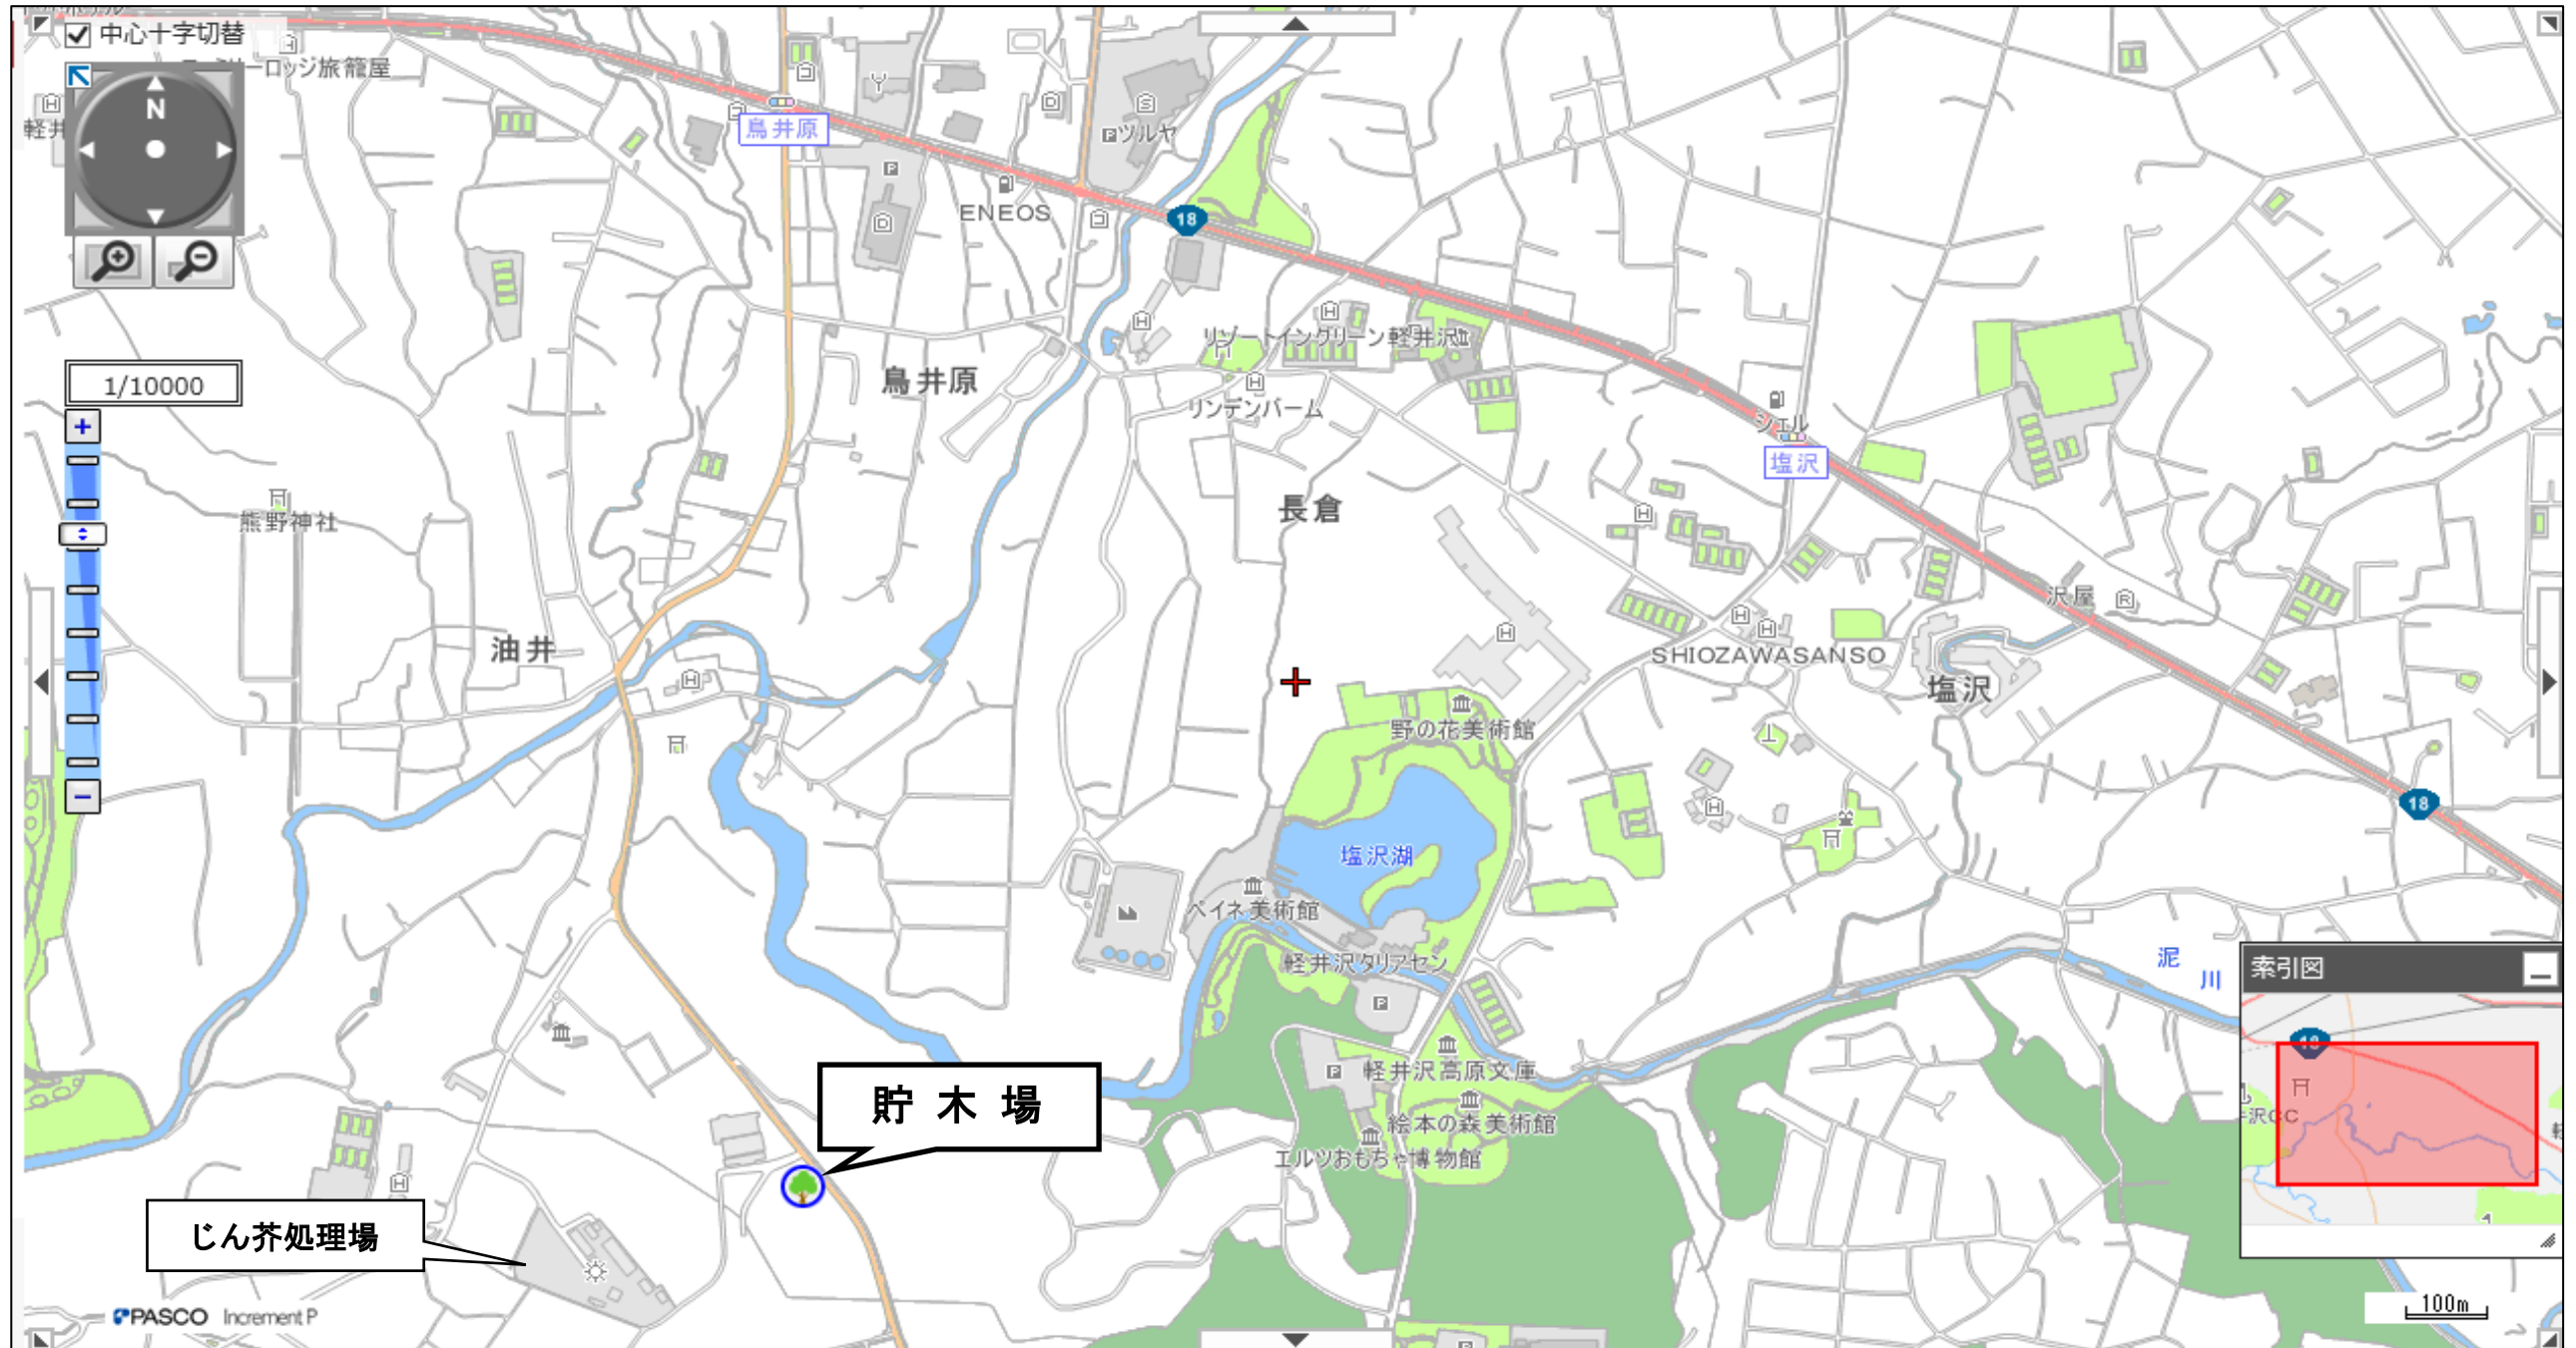 中心十字切替
ーロッジ旅籠屋
N
軽井
鳥井原
ツルヤ
ENEOS
18
リゾートイングリーン軽井沢
1/10000
鳥井原
リンデンバーム
シェル
塩沢
長倉
熊野神社
沢屋
油井
SHIOZAWASANSO
塩沢
野の花美術館
18
塩沢湖
ペイネ美術館
軽井沢タリアセン
泥川
索引図
18
軽井沢高原文庫
貯木場
沢CC
絵本の森美術館
エルツおもちゃ博物館
じん芥処理場
PASCO Increment P
100m